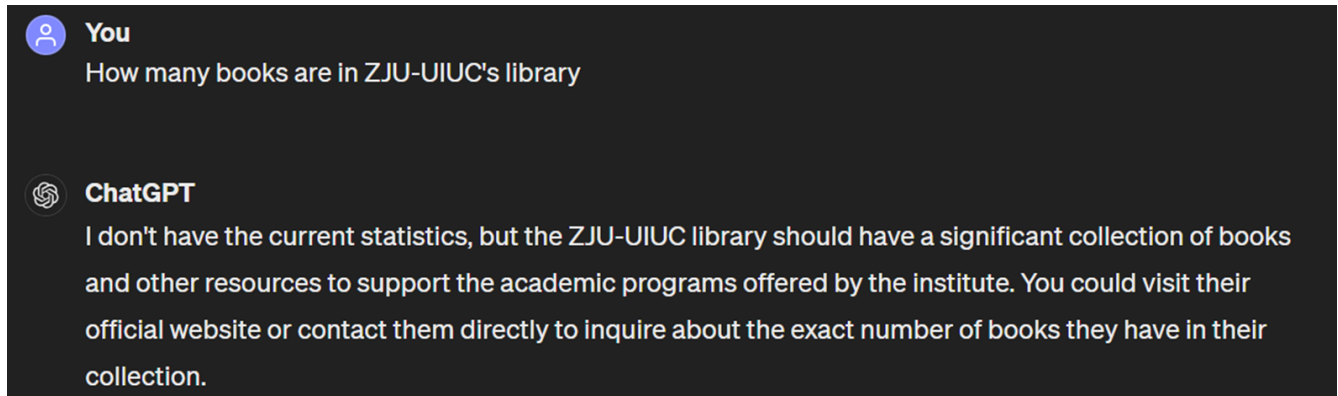 You
How many books are in ZJU-UIUC's library
ChatGPT
I don't have the current statistics, but the ZJU-UIUC library should have a significant collection of books
and other resources to support the academic programs offered by the institute. You could visit their
official website or contact them directly to inquire about the exact number of books they have in their
collection.